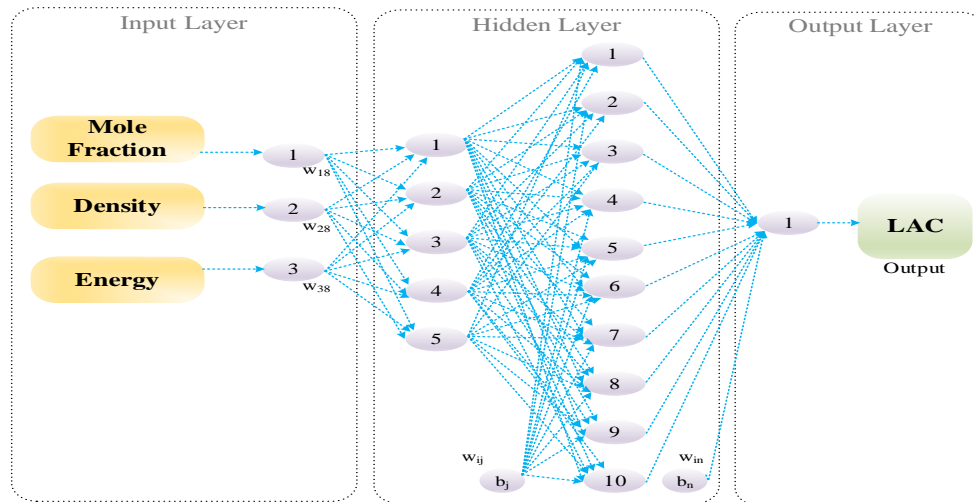 Input Layer
Hidden Layer
Output Layer
Mole
Fraction
Density
Energy
1
w18
2
w28
3
w38
1
2
3
4
5
1
2
3
4
5
6
7
8
9
10
wij
bj
win
bn
1
LAC
Output